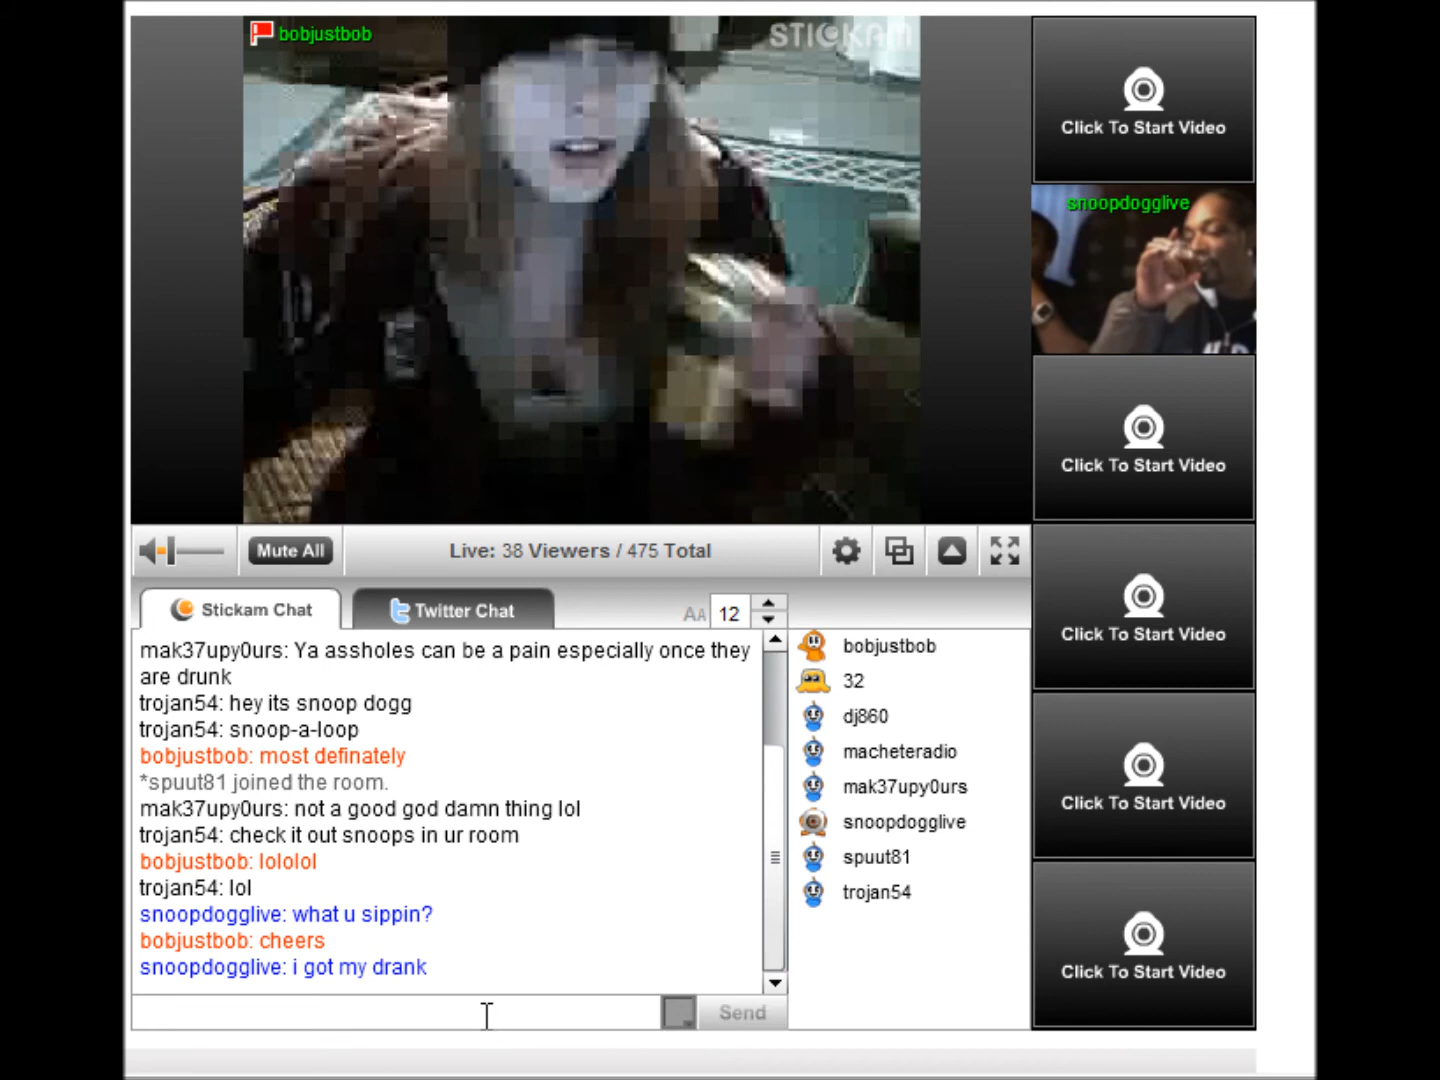 bobjustbob
STICKAM
Click To Start Video
snoopdogglive
Click To Start Video
Click To Start Video
Click To Start Video
Click To Start Video
Mute All
Live: 38 Viewers / 475 Total
Stickam Chat
Twitter Chat
AA 12
mak37upy0urs: Ya assholes can be a pain especially once they
are drunk
trojan54: hey its snoop dogg
trojan54: snoop-a-loop
bobjustbob: most definately
*spuut81 joined the room.
mak37upy0urs: not a good god damn thing lol
trojan54: check it out snoops in ur room
bobjustbob: lololol
trojan54: lol
snoopdogglive: what u sippin?
bobjustbob: cheers
snoopdogglive: i got my drank
Send
bobjustbob
32
dj860
macheteradio
mak37upy0urs
snoopdogglive
spuut81
trojan54